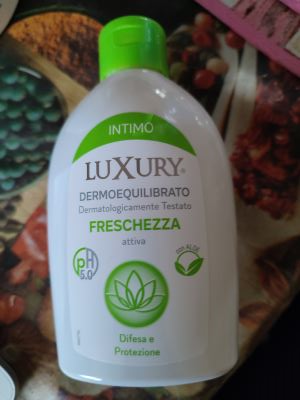 INTIMO
LUXURY®
DERMOEQUILIBRATO
Dermatologicamente Testato
FRESCHEZZA
attiva
pH
5.0
con ALOE
Difesa e
Protezione